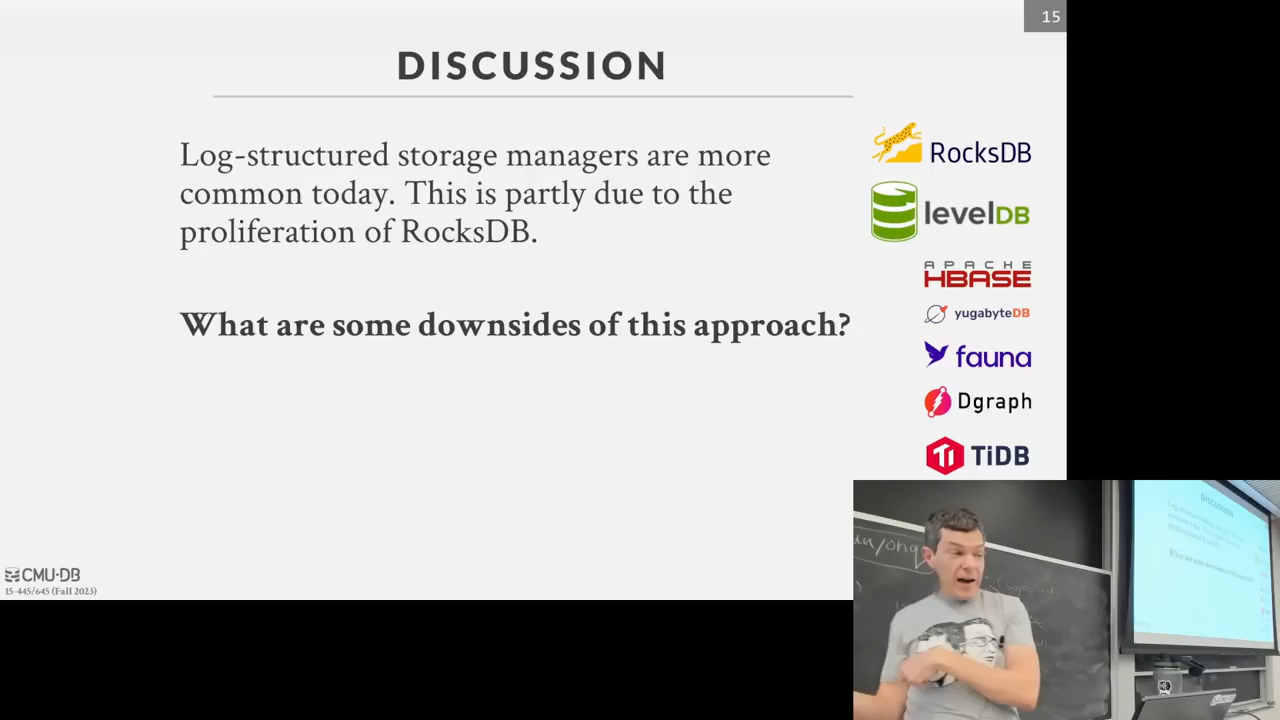 15
DISCUSSION
Log-structured storage managers are more
common today. This is partly due to the
proliferation of RocksDB.
What are some downsides of this approach?
RocksDB
levelDB
APACHE
HBASE
yugabyteDB
fauna
Dgraph
TiDB
CMU·DB
15-445/645 (Fall 2023)
DISCUSSION